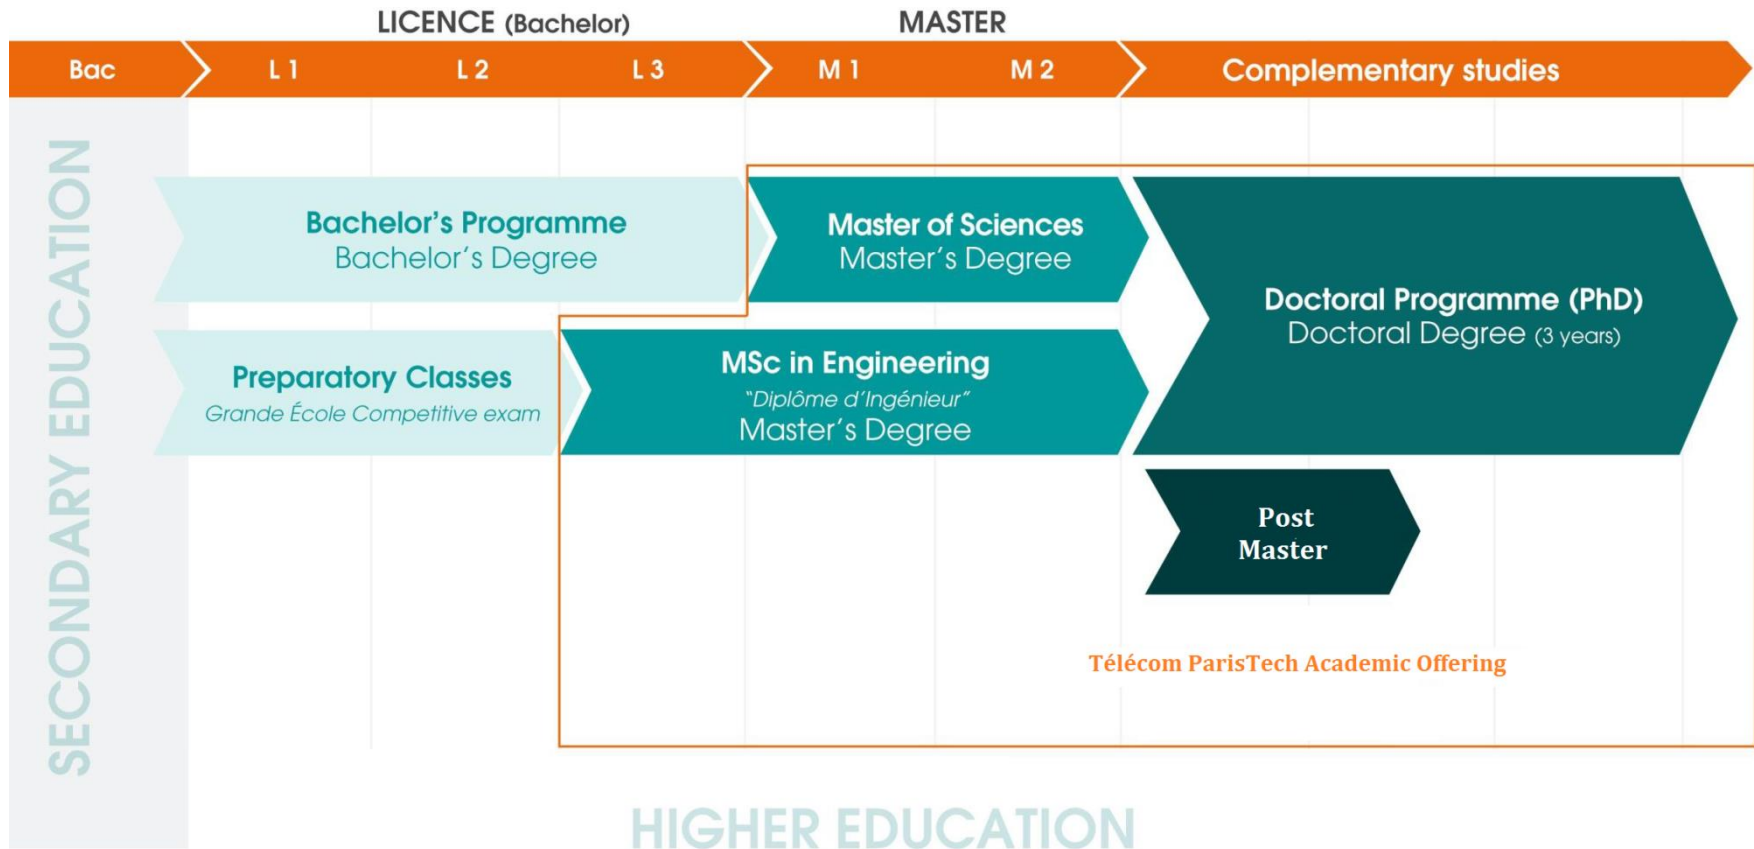 LICENCE (Bachelor)
MASTER
Bac
L 1
L 2
L 3
M 1
M 2
Complementary studies
SECONDARY EDUCATION
Bachelor's Programme
Bachelor's Degree
Master of Sciences
Master's Degree
Doctoral Programme (PhD)
Doctoral Degree (3 years)
Preparatory Classes
Grande École Competitive exam
MSc in Engineering
"Diplôme d'Ingénieur"
Master's Degree
Post
Master
Télécom ParisTech Academic Offering
HIGHER EDUCATION